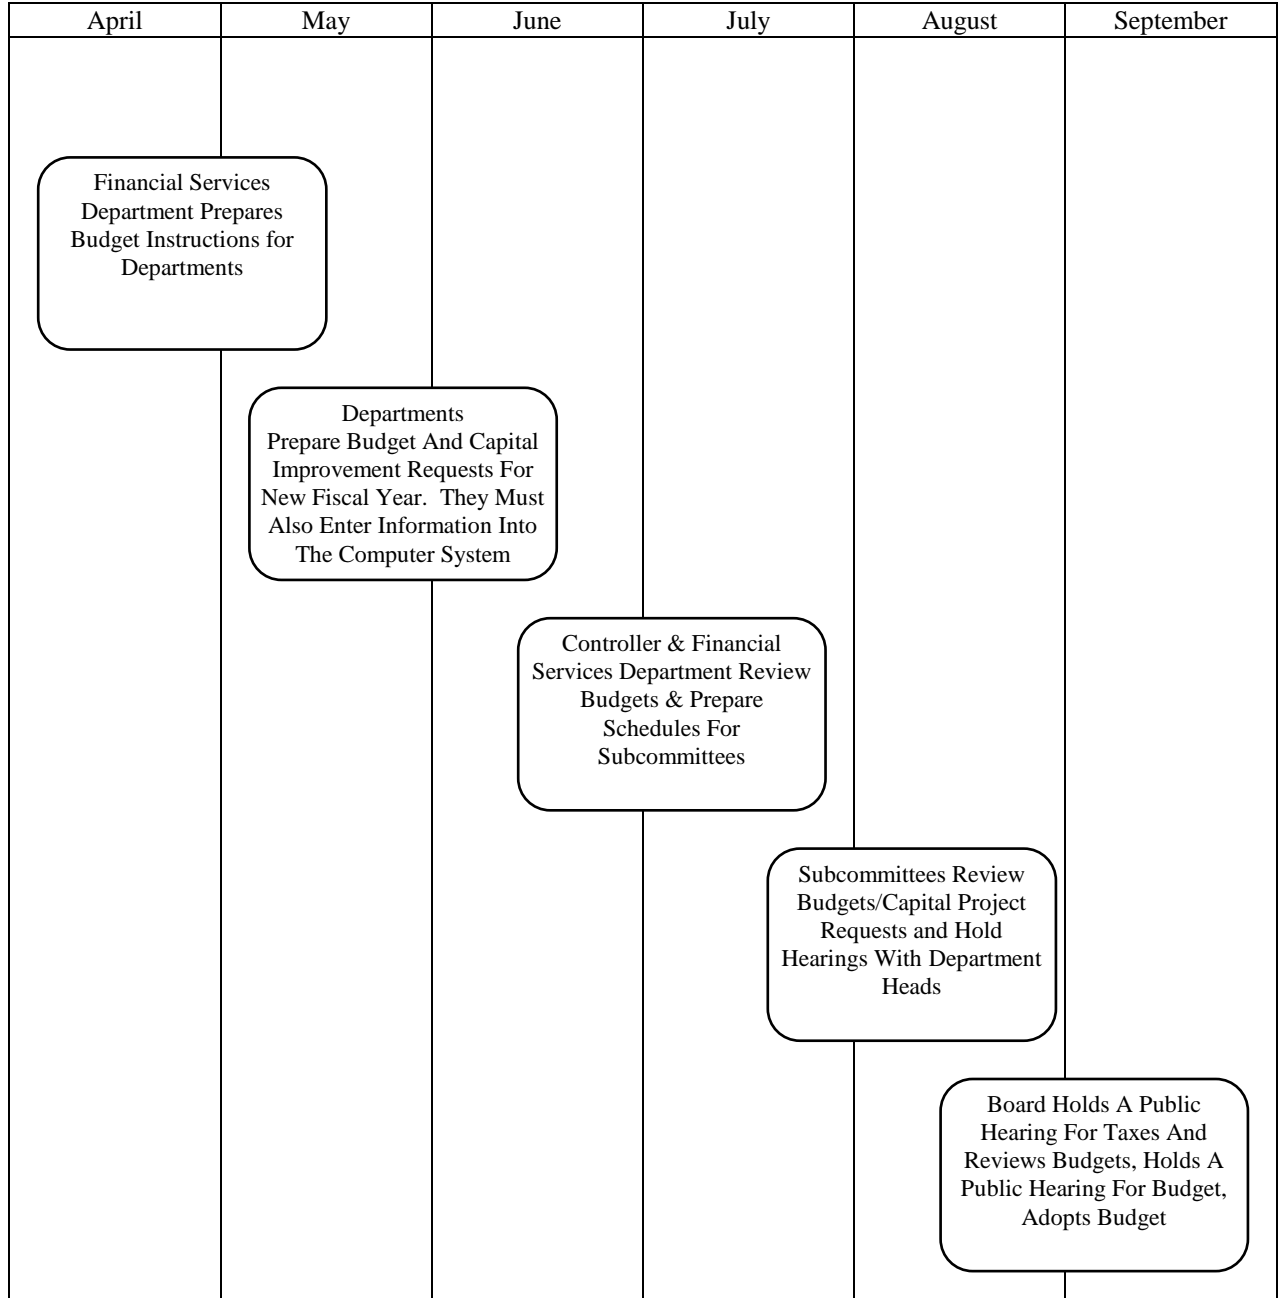 April May June July August September
Financial Services
Department Prepares
Budget Instructions for
Departments
Departments
Prepare Budget And Capital
Improvement Requests For
New Fiscal Year.  They Must
Also Enter Information Into
The Computer System
Controller & Financial
Services Department Review
Budgets & Prepare
Schedules For
Subcommittees
Subcommittees Review
Budgets/Capital Project
Requests and Hold
Hearings With Department
Heads
Board Holds A Public
Hearing For Taxes And
Reviews Budgets, Holds A
Public Hearing For Budget,
Adopts Budget